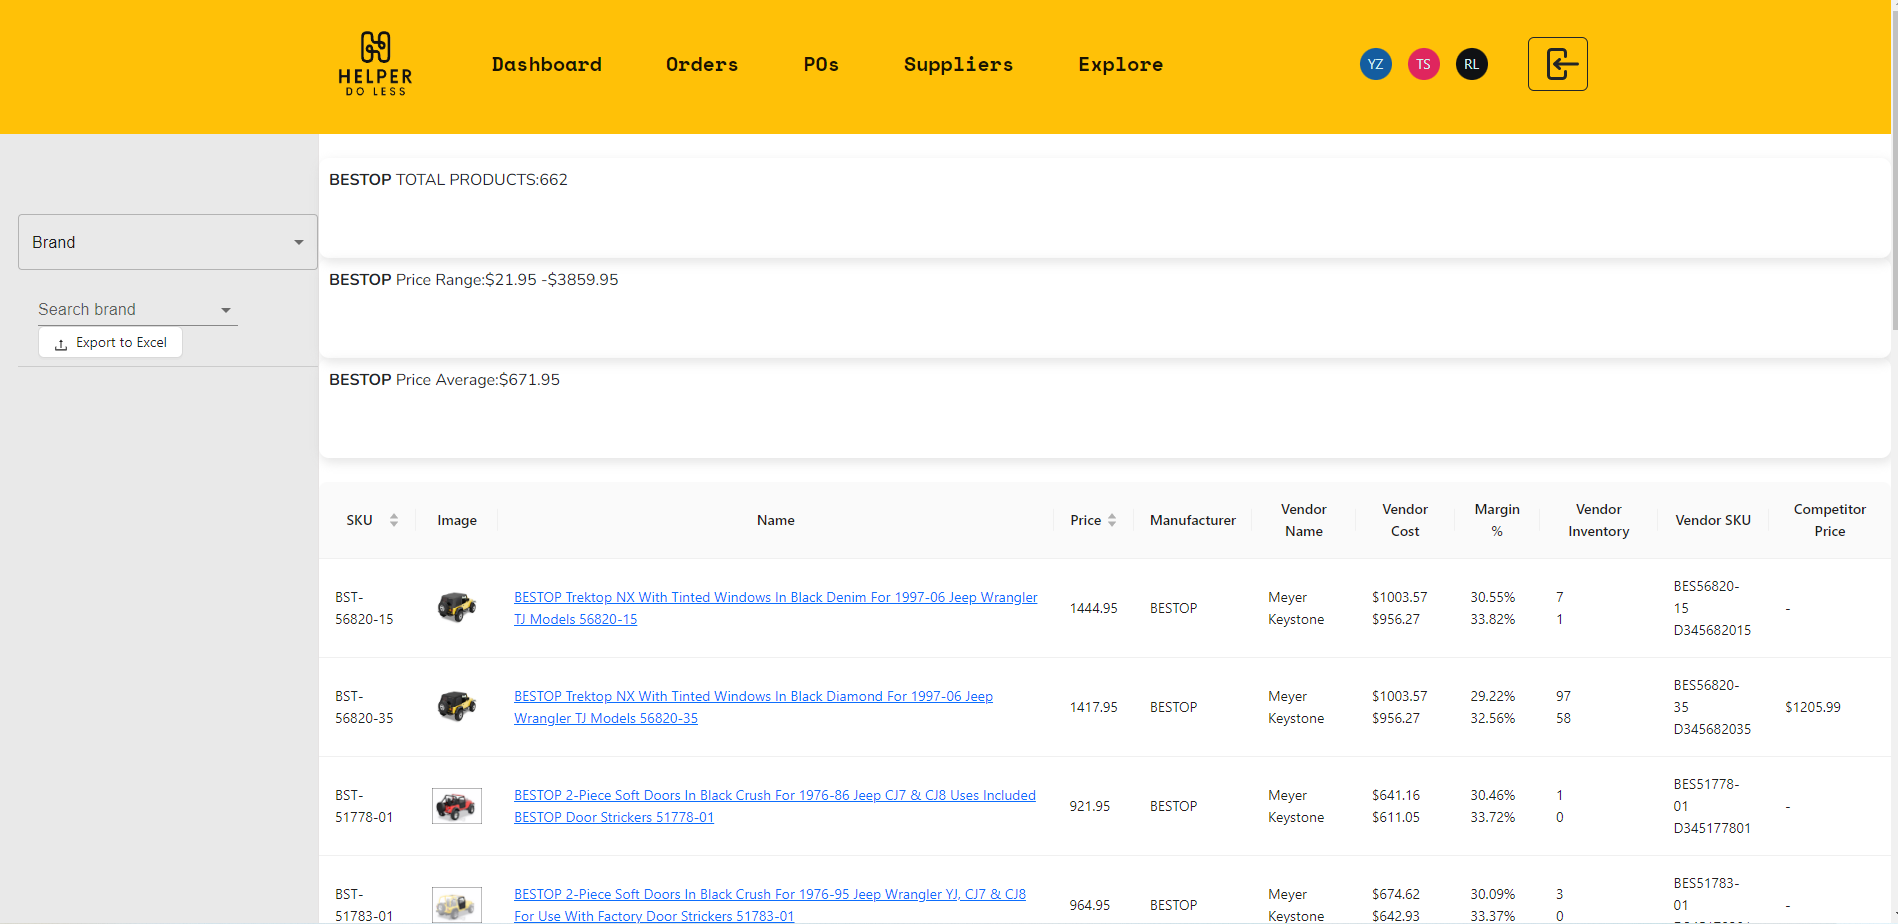 HELPER
DO LESS
Dashboard
Orders
POs
Suppliers
Explore
YZ
TS
RL
Brand
Search brand
Export to Excel
BESTOP TOTAL PRODUCTS:662
BESTOP Price Range:$21.95 -$3859.95
BESTOP Price Average:$671.95
SKU
Image
Name
Price
Manufacturer
Vendor
Name
Vendor
Cost
Margin
%
Vendor
Inventory
Vendor SKU
Competitor
Price
BST-
56820-15
BESTOP Trektop NX With Tinted Windows In Black Denim For 1997-06 Jeep Wrangler
TJ Models 56820-15
1444.95
BESTOP
Meyer
Keystone
$1003.57
$956.27
30.55%
33.82%
7
1
BES56820-
15
D345682015
-
BST-
56820-35
BESTOP Trektop NX With Tinted Windows In Black Diamond For 1997-06 Jeep
Wrangler TJ Models 56820-35
1417.95
BESTOP
Meyer
Keystone
$1003.57
$956.27
29.22%
32.56%
97
58
BES56820-
35
D345682035
$1205.99
BST-
51778-01
BESTOP 2-Piece Soft Doors In Black Crush For 1976-86 Jeep CJ7 & CJ8 Uses Included
BESTOP Door Strickers 51778-01
921.95
BESTOP
Meyer
Keystone
$641.16
$611.05
30.46%
33.72%
1
0
BES51778-
01
D345177801
-
BST-
51783-01
BESTOP 2-Piece Soft Doors In Black Crush For 1976-95 Jeep Wrangler YJ, CJ7 & CJ8
For Use With Factory Door Strickers 51783-01
964.95
BESTOP
Meyer
Keystone
$674.62
$642.93
30.09%
33.37%
3
0
BES51783-
01
-